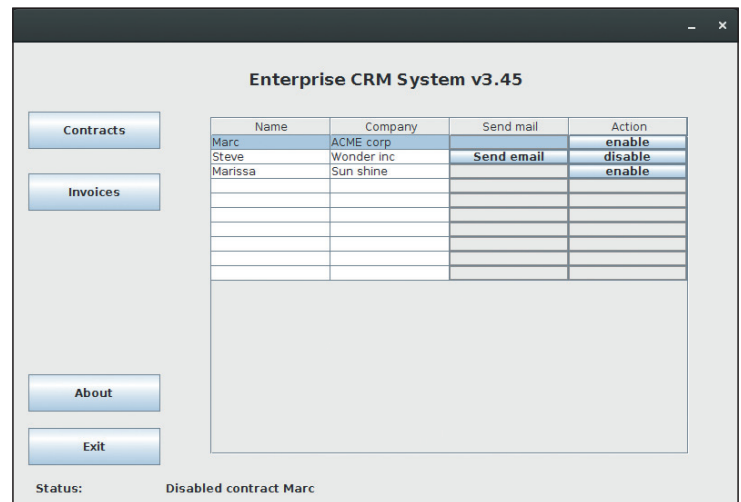 Enterprise CRM System v3.45
Contracts
Invoices
Name Company Send mail Action
Marc ACME corp enable
Steve Wonder inc Send email disable
Marissa Sun shine enable
About
Exit
Status: Disabled contract Marc